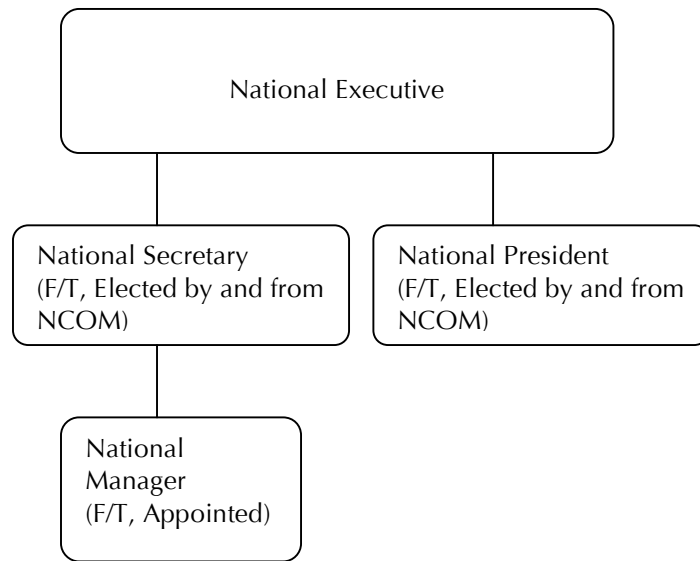 National Executive
National Secretary
(F/T, Elected by and from
NCOM)
National President
(F/T, Elected by and from
NCOM)
National
Manager
(F/T, Appointed)